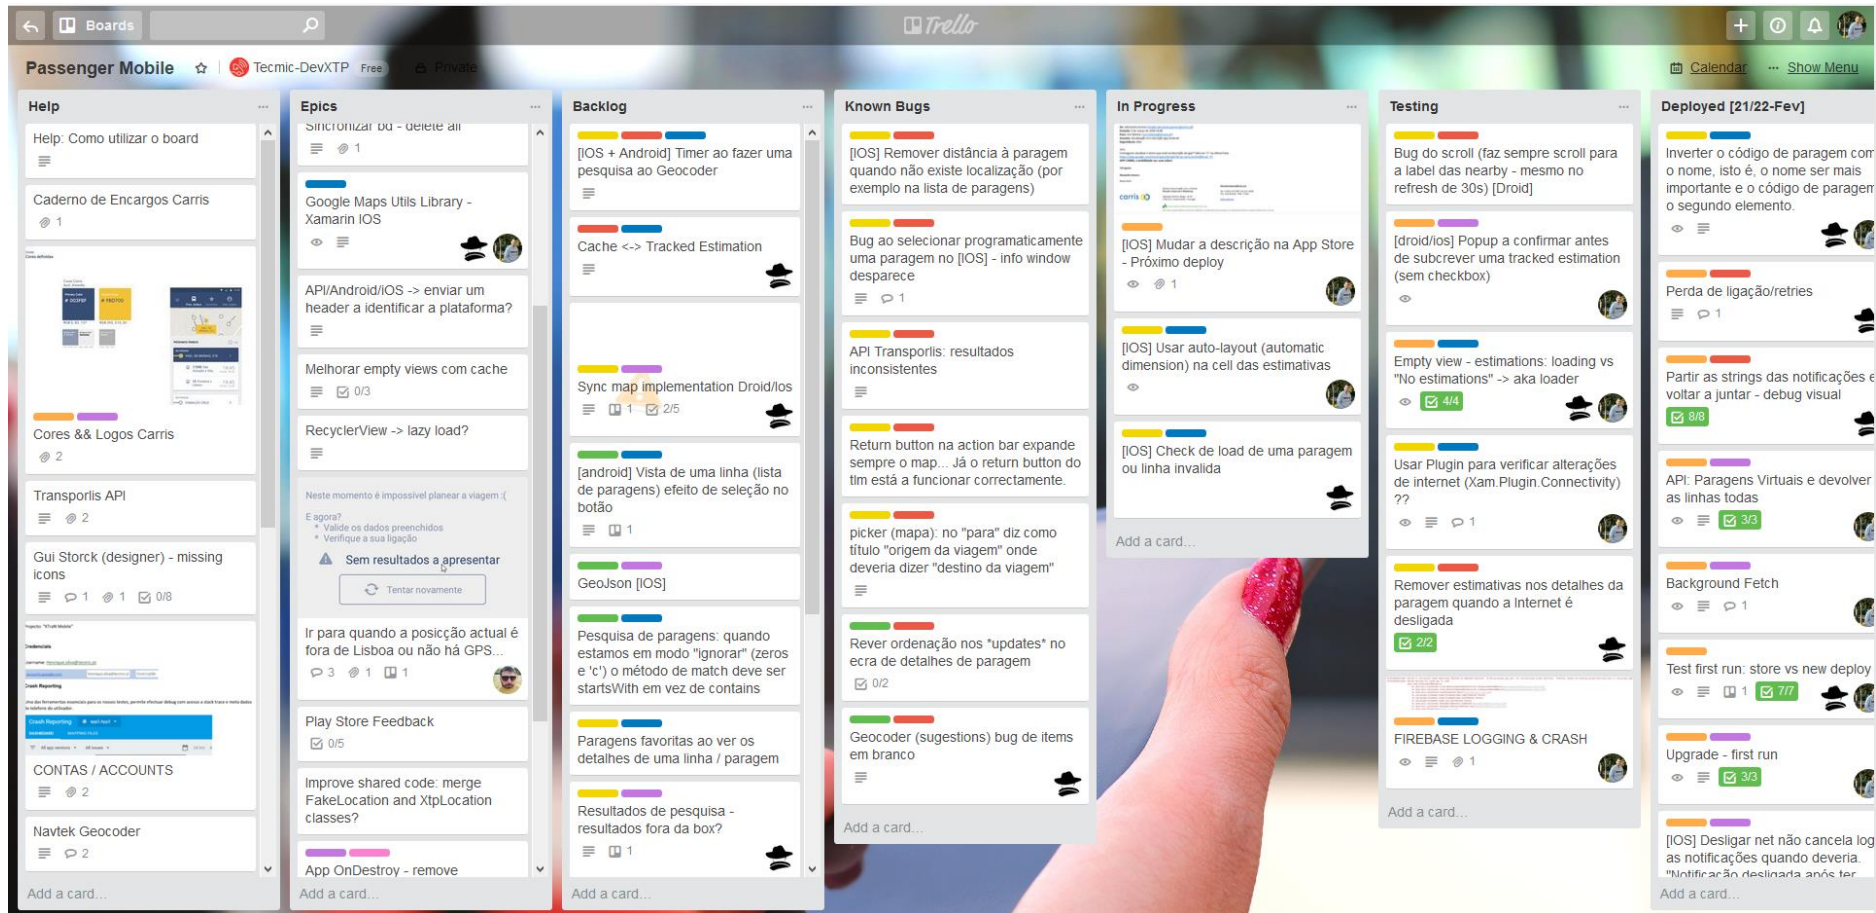 Boards
Trello
Passenger Mobile
Tecmic-DevXTP
Free
Private
Calendar
... Show Menu
Help
Help: Como utilizar o board
Caderno de Encargos Carris
1
Cores && Logos Carris
2
Transporlis API
2
Gui Storck (designer) - missing
icons
1
1
0/8
Credenciais
Crash Reporting
Crash Reporting
CONTAS / ACCOUNTS
2
Navtek Geocoder
2
Add a card...
Epics
Sincronizar bd - delete all
1
Google Maps Utils Library -
Xamarin IOS
API/Android/iOS -> enviar um
header a identificar a plataforma?
Melhorar empty views com cache
0/3
RecyclerView -> lazy load?
Neste momento é impossível planear a viagem :(
E agora?
* Valide os dados preenchidos
* Verifique a sua ligação
Sem resultados a apresentar
Tentar novamente
Ir para quando a posicção actual é
fora de Lisboa ou não há GPS...
3
1
1
Play Store Feedback
0/5
Improve shared code: merge
FakeLocation and XtpLocation
classes?
App OnDestroy - remove
Add a card...
Backlog
[IOS + Android] Timer ao fazer uma
pesquisa ao Geocoder
Cache <-> Tracked Estimation
Sync map implementation Droid/Ios
1
2/5
[android] Vista de uma linha (lista
de paragens) efeito de seleção no
botão
1
GeoJson [IOS]
Pesquisa de paragens: quando
estamos em modo "ignorar" (zeros
e 'c') o método de match deve ser
startsWith em vez de contains
Paragens favoritas ao ver os
detalhes de uma linha / paragem
Resultados de pesquisa -
resultados fora da box?
1
Add a card...
Known Bugs
[IOS] Remover distância à paragem
quando não existe localização (por
exemplo na lista de paragens)
Bug ao selecionar programaticamente
uma paragem no [IOS] - info window
desparece
1
API Transporlis: resultados
inconsistentes
Return button na action bar expande
sempre o map... Já o return button do
tlm está a funcionar correctamente.
picker (mapa): no "para" diz como
título "origem da viagem" onde
deveria dizer "destino da viagem"
Rever ordenação nos *updates* no
ecra de detalhes de paragem
0/2
Geocoder (sugestions) bug de items
em branco
Add a card...
In Progress
carris
[IOS] Mudar a descrição na App Store
- Próximo deploy
1
[IOS] Usar auto-layout (automatic
dimension) na cell das estimativas
[IOS] Check de load de uma paragem
ou linha invalida
Add a card...
Testing
Bug do scroll (faz sempre scroll para
a label das nearby - mesmo no
refresh de 30s) [Droid]
[droid/ios] Popup a confirmar antes
de subcrever uma tracked estimation
(sem checkbox)
Empty view - estimations: loading vs
"No estimations" -> aka loader
4/4
Usar Plugin para verificar alterações
de internet (Xam.Plugin.Connectivity)
??
1
Remover estimativas nos detalhes da
paragem quando a Internet é
desligada
2/2
FIREBASE LOGGING & CRASH
1
Add a card...
Deployed [21/22-Fev]
Inverter o código de paragem com
o nome, isto é, o nome ser mais
importante e o código de paragem
o segundo elemento.
Perda de ligação/retries
1
Partir as strings das notificações e
voltar a juntar - debug visual
8/8
API: Paragens Virtuais e devolver
as linhas todas
3/3
Background Fetch
1
Test first run: store vs new deploy
1
7/7
Upgrade - first run
3/3
[IOS] Desligar net não cancela log
as notificações quando deveria.
"Notificação desligada após ter
Add a card...